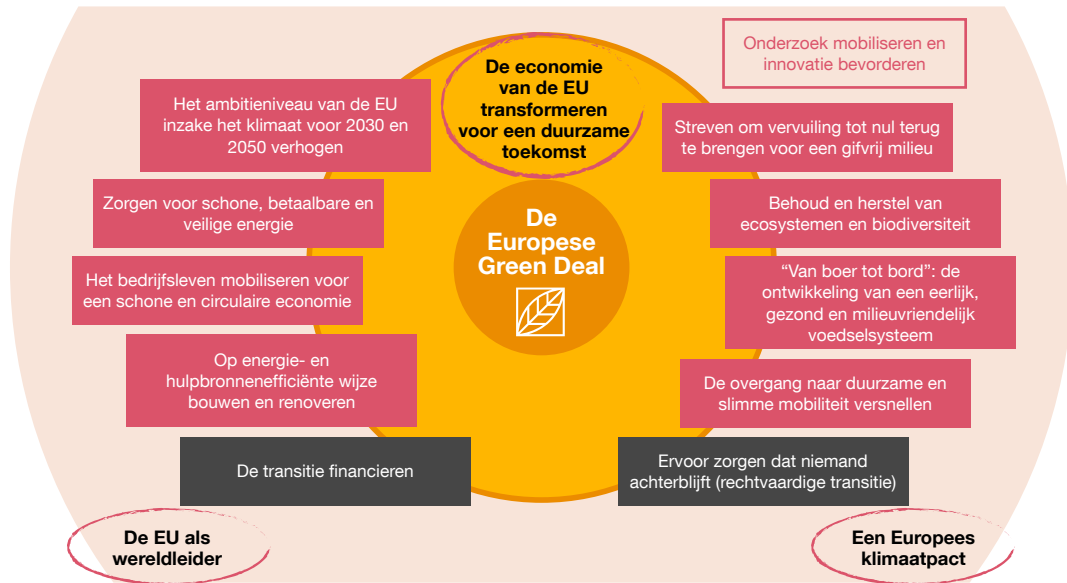 De economie
van de EU
transformeren
voor een duurzame
toekomst
Onderzoek mobiliseren en
innovatie bevorderen
Het ambitieniveau van de EU
inzake het klimaat voor 2030 en
2050 verhogen
Streven om vervuiling tot nul terug
te brengen voor een gifvrij milieu
Zorgen voor schone, betaalbare en
veilige energie
De
Europese
Green Deal
Behoud en herstel van
ecosystemen en biodiversiteit
Het bedrijfsleven mobiliseren voor
een schone en circulaire economie
“Van boer tot bord”: de
ontwikkeling van een eerlijk,
gezond en milieuvriendelijk
voedselsysteem
Op energie- en
hulpbronnenefficiënte wijze
bouwen en renoveren
De overgang naar duurzame en
slimme mobiliteit versnellen
De transitie financieren
Ervoor zorgen dat niemand
achterblijft (rechtvaardige transitie)
De EU als
wereldleider
Een Europees
klimaatpact